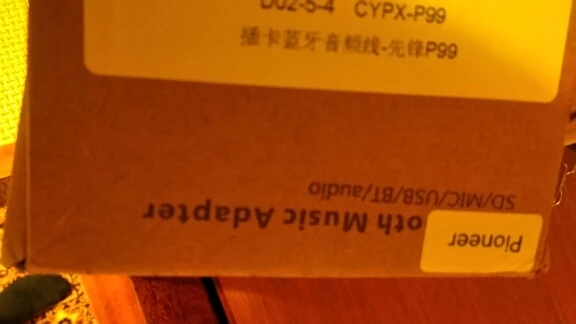 D02-5-4 CYPX-P99
插卡蓝牙音频线-先锋P99
Pioneer
oth Music Adapter
SD/MIC/USB/BT/audio